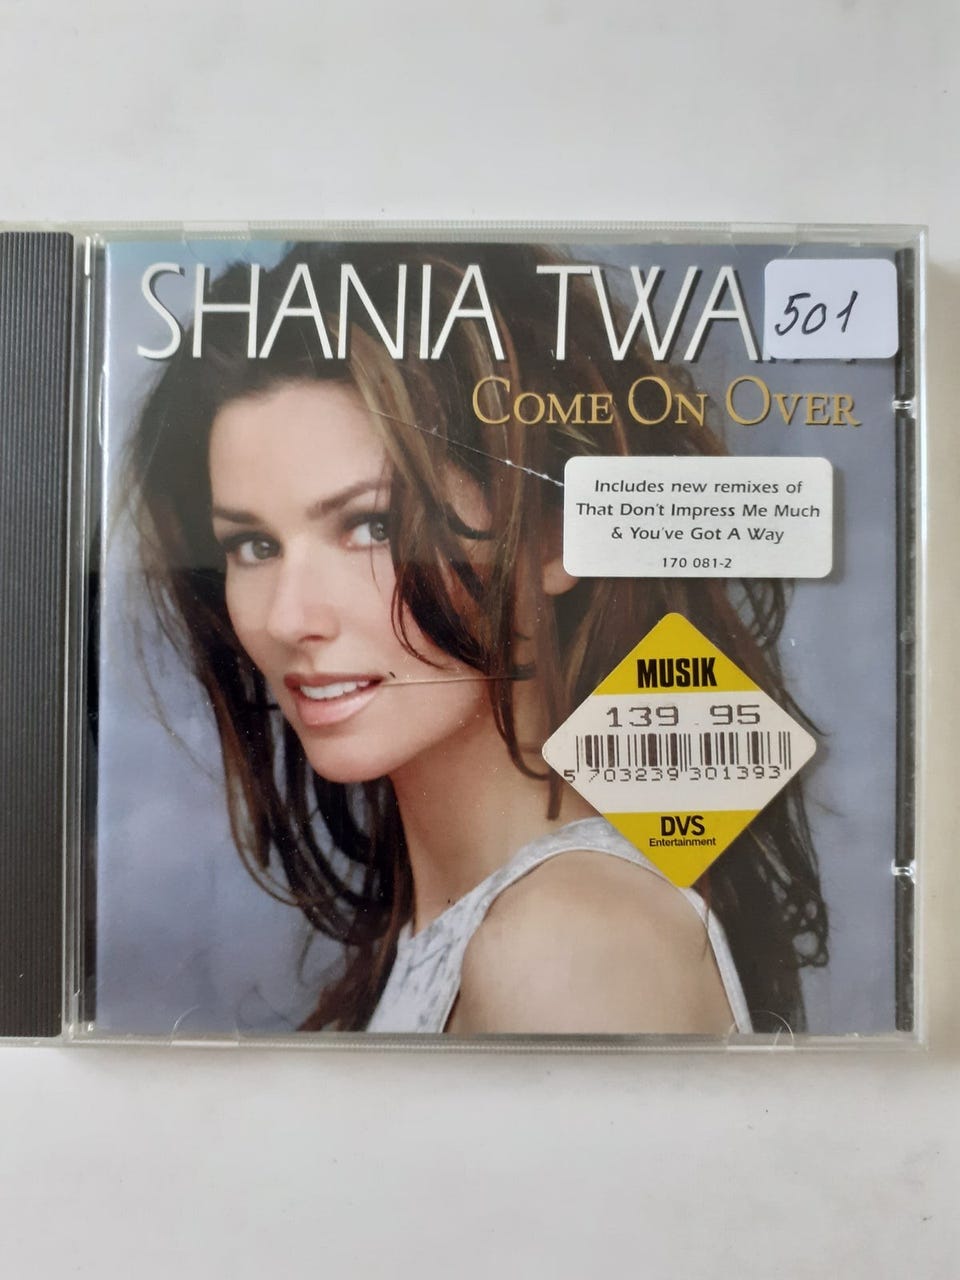 SHANIA TWAIN
501
COME ON OVER
Includes new remixes of
That Don't Impress Me Much
& You've Got A Way
170 081-2
MUSIK
139.95
5 703239 301393
DVS
Entertainment